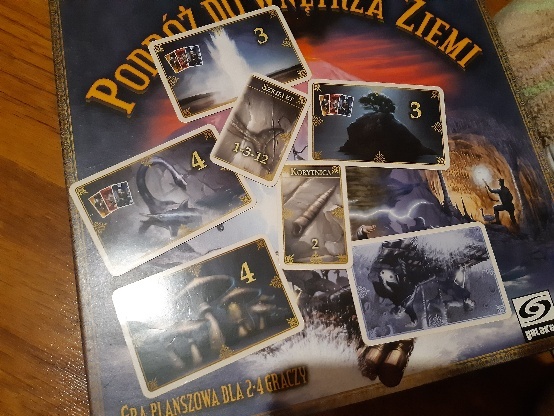 PODRÓŻ DO WNĘTRZA ZIEMI
3
SZKIELET
1-3-12
3
4
KORYTNICA
2
4
galakta
GRA PLANSZOWA DLA 2-4 GRACZY